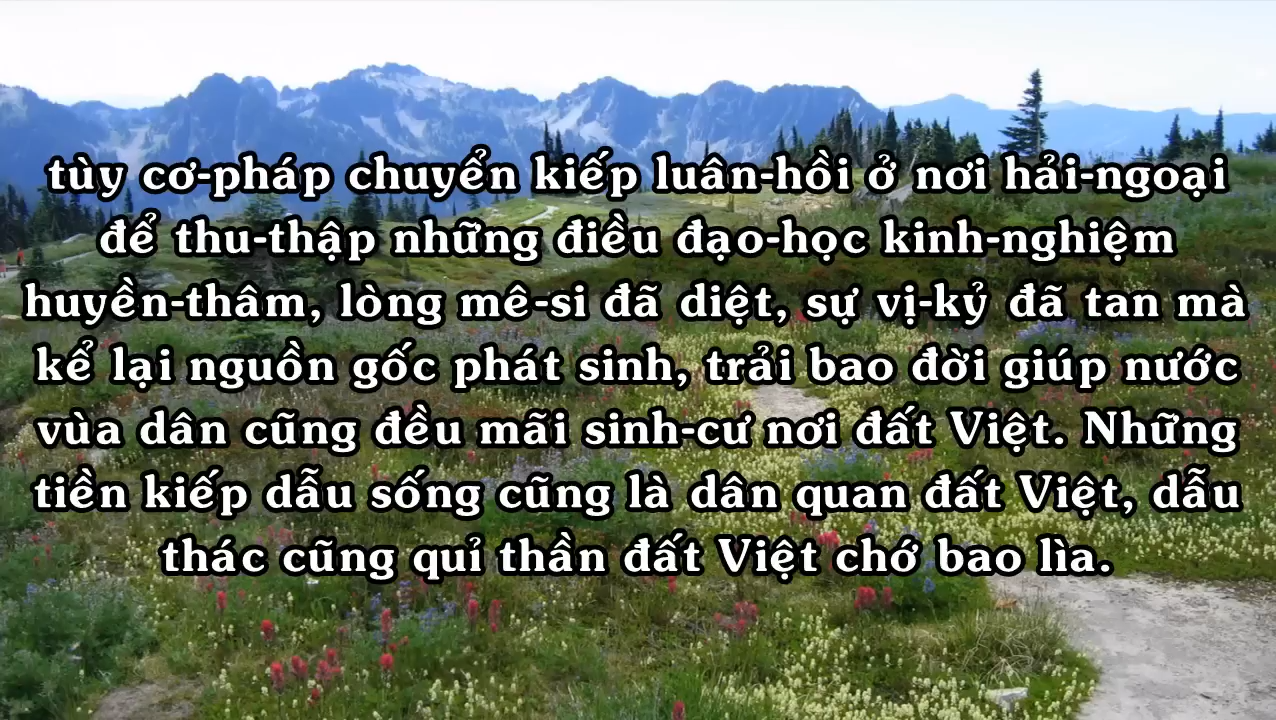 tùy cơ-pháp chuyển kiếp luân-hồi ở nơi hải-ngoại
để thu-thập những điều đạo-học kinh-nghiệm
huyền-thâm, lòng mê-si đã diệt, sự vị-kỷ đã tan mà
kể lại nguồn gốc phát sinh, trải bao đời giúp nước
vùa dân cũng đều mãi sinh-cư nơi đất Việt. Những
tiền kiếp dẫu sống cũng là dân quan đất Việt, dẫu
thác cũng quỉ thần đất Việt chớ bao lìa.